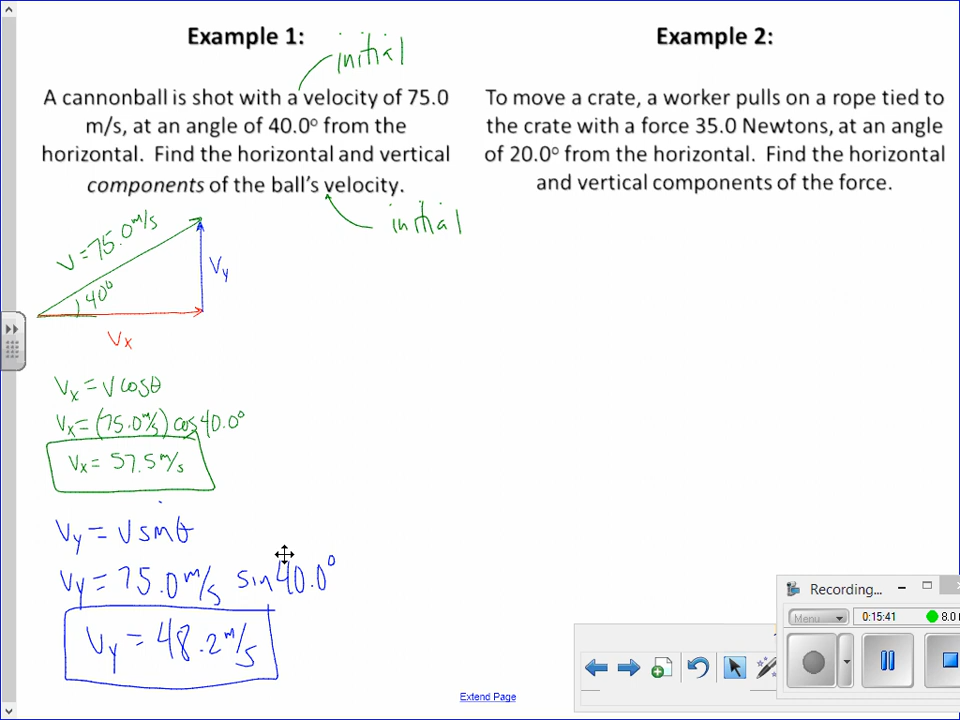 Example 1:
initial
A cannonball is shot with a velocity of 75.0
m/s, at an angle of 40.0° from the
horizontal. Find the horizontal and vertical
components of the ball's velocity.
initial
V = 75.0 m/s
40°
Vy
Vx
Vx = V cosθ
Vx = (75.0 m/s) cos 40.0°
Vx = 57.5 m/s
Vy = V sinθ
Vy = 75.0 m/s sin 40.0°
Vy = 48.2 m/s
Example 2:
To move a crate, a worker pulls on a rope tied to
the crate with a force 35.0 Newtons, at an angle
of 20.0° from the horizontal. Find the horizontal
and vertical components of the force.
Recording...
Menu
0:15:41
8.0
Extend Page